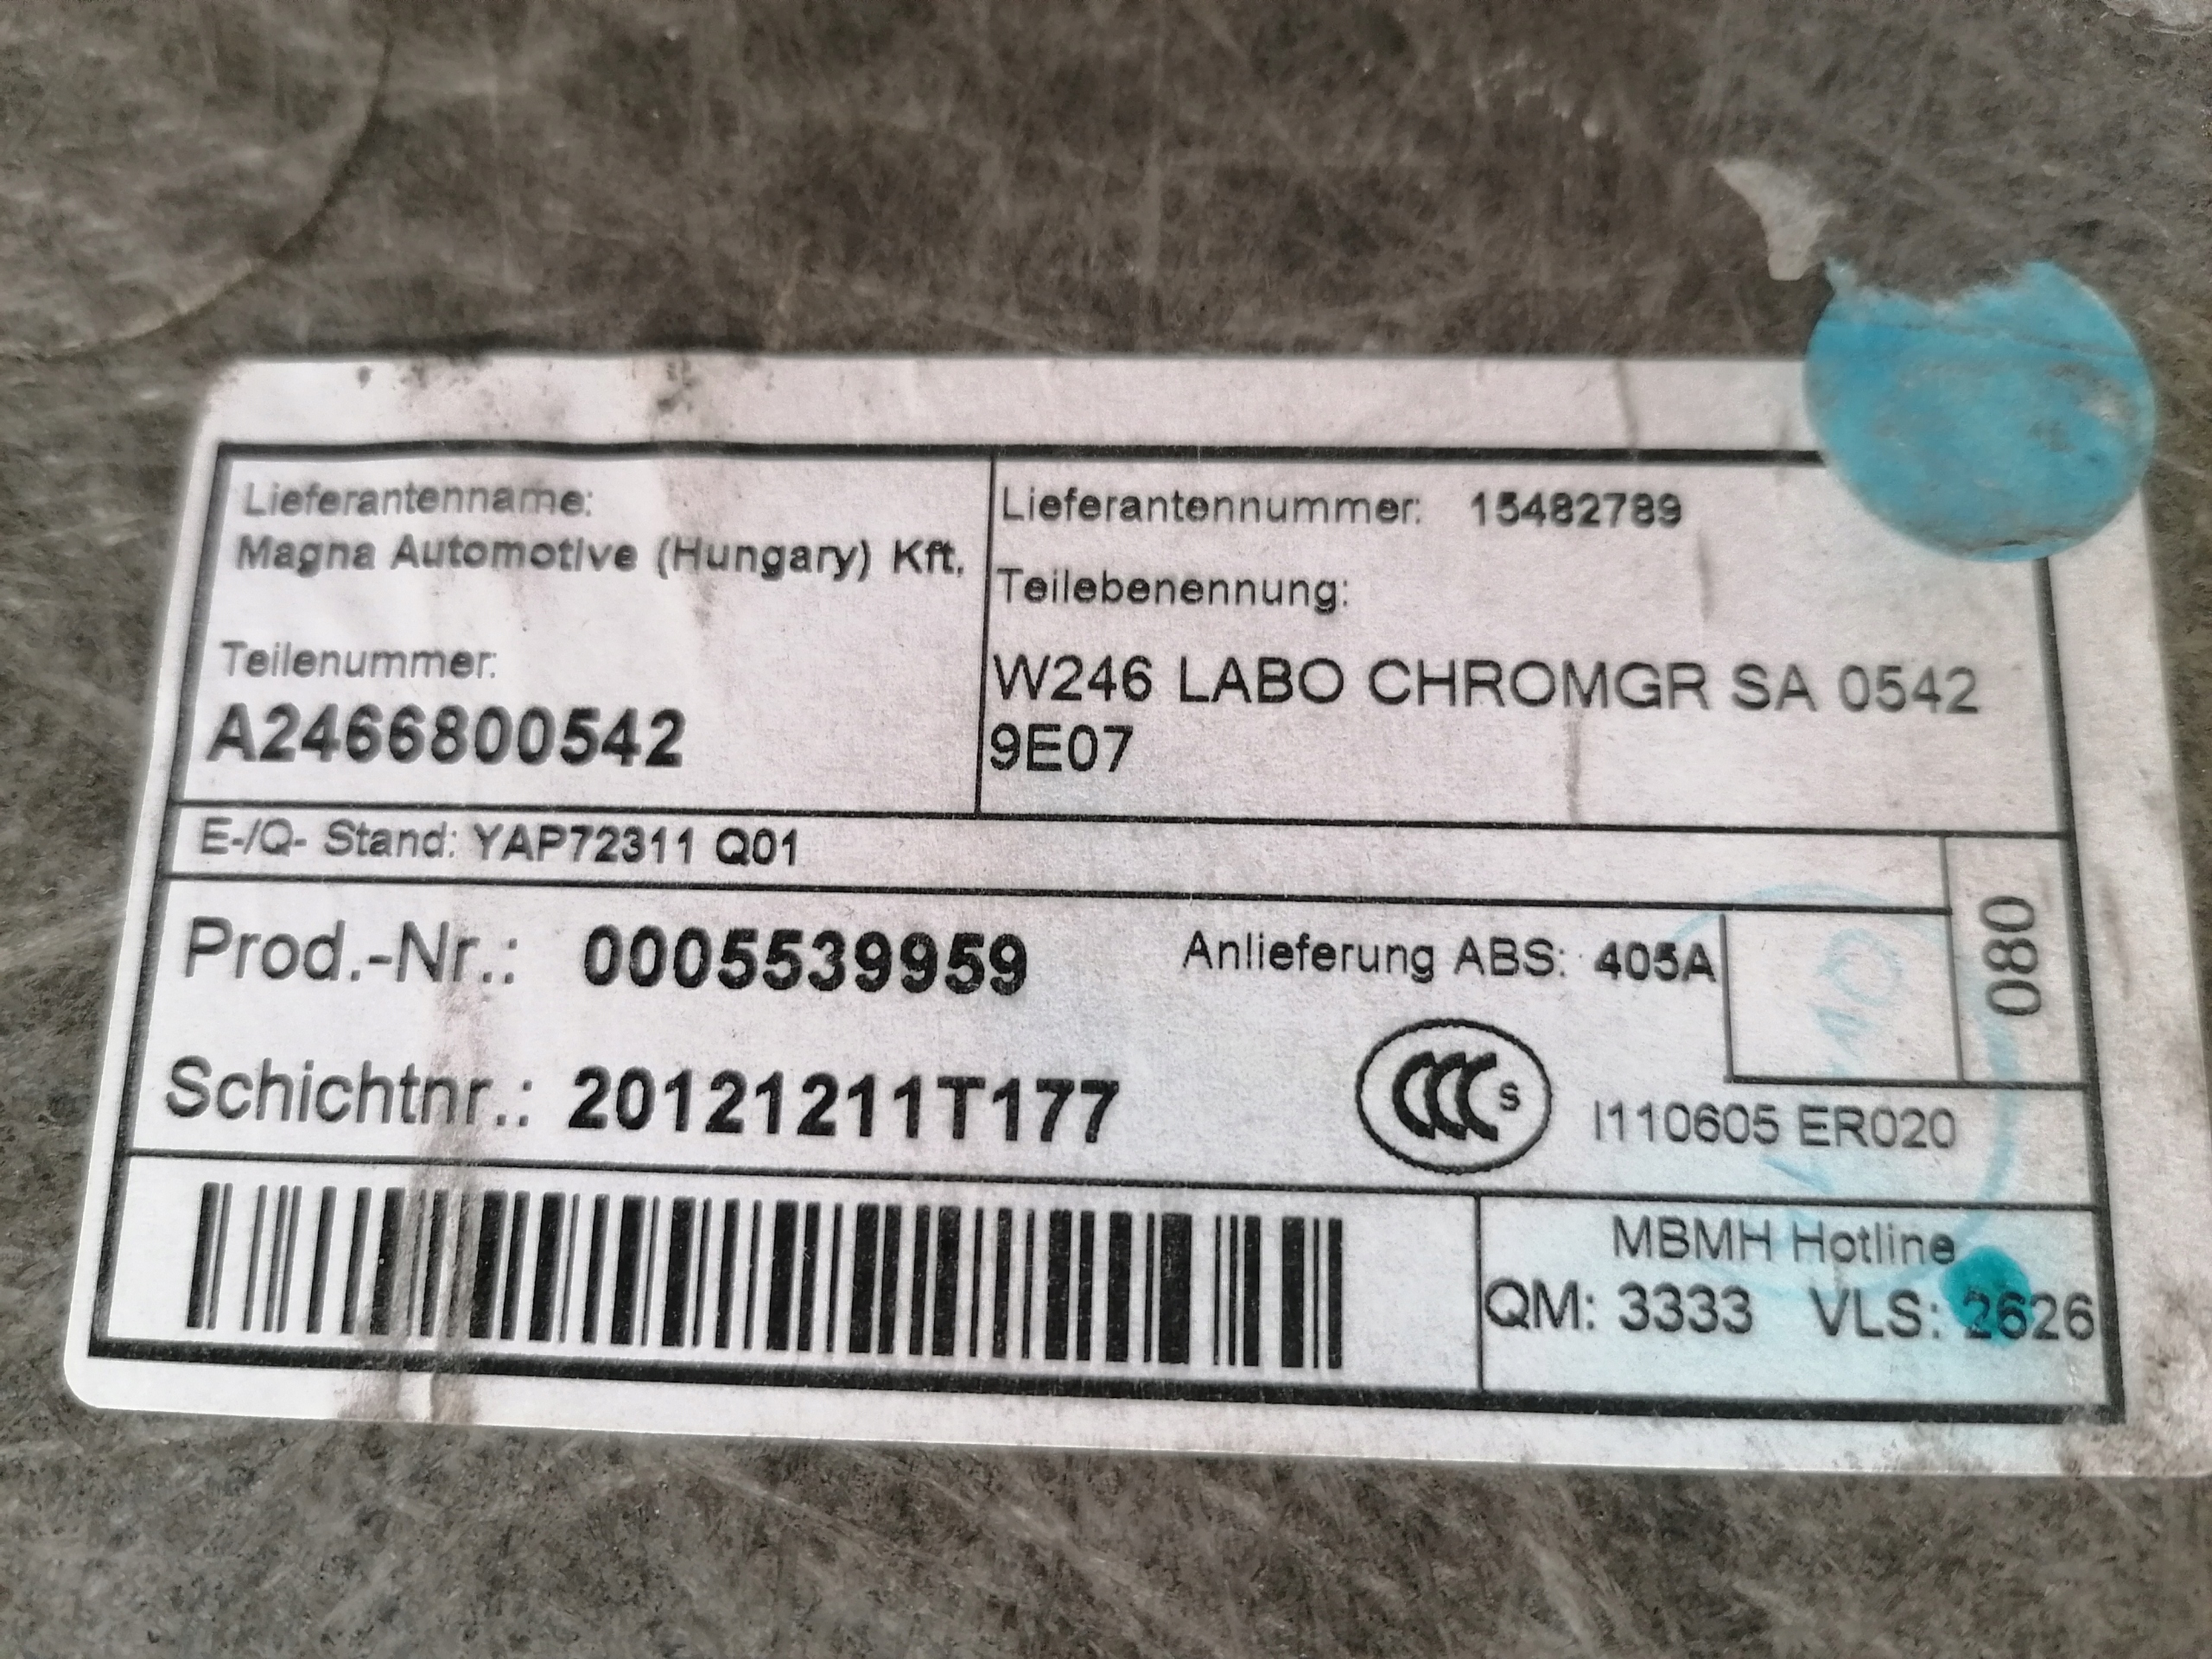 Lieferantenname:
Magna Automotive (Hungary) Kft.
Lieferantennummer: 15482789
Teilebenennung:
Teilenummer:
A2466800542
W246 LABO CHROMGR SA 0542
9E07
E-/Q- Stand: YAP72311 Q01
080
Prod.-Nr.: 0005539959
Anlieferung ABS: 405A
Schichtnr.: 20121211T177
CCC S
I110605 ER020
MBMH Hotline
QM: 3333 VLS: 2626